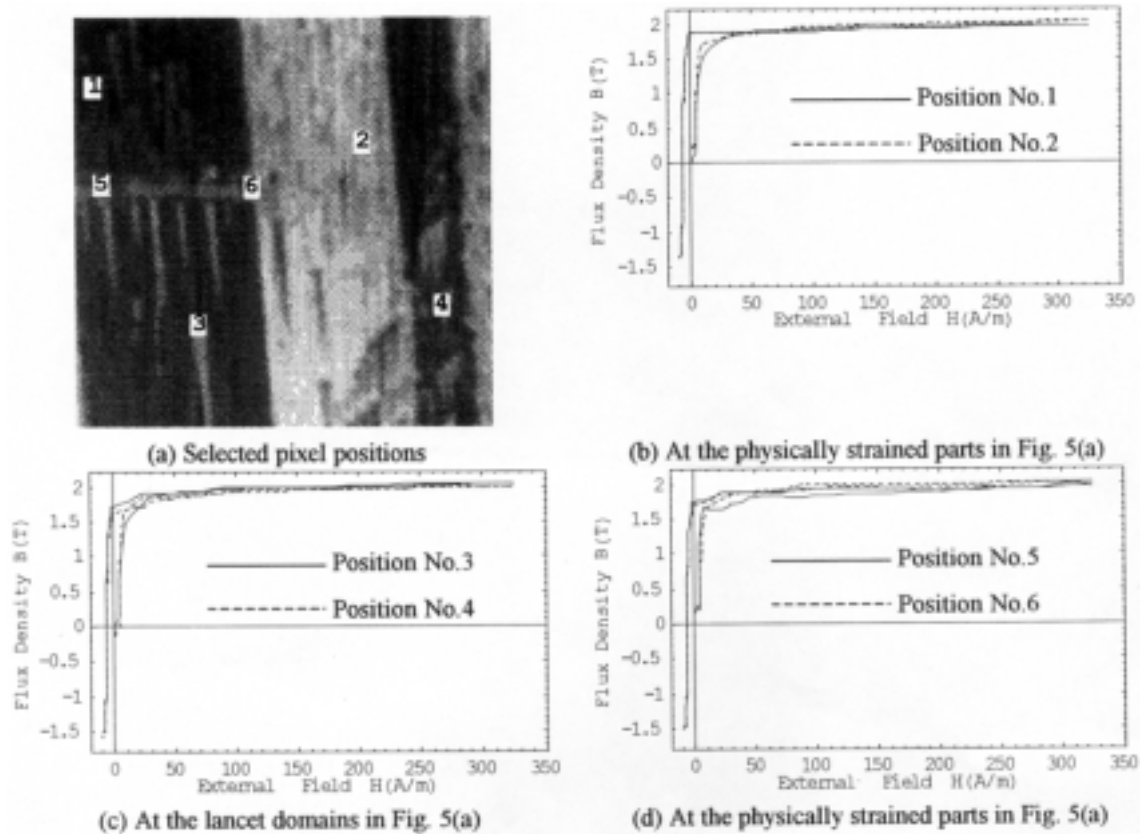 1
2
5
6
3
4
(a) Selected pixel positions
2
1.5
1
0.5
0
-0.5
-1
-1.5
Flux Density B(T)
Position No.1
Position No.2
0 50 100 150 200 250 300 350
External Field H(A/m)
(b) At the physically strained parts in Fig. 5(a)
2
1.5
1
0.5
0
-0.5
-1
-1.5
Flux Density B(T)
Position No.3
Position No.4
0 50 100 150 200 250 300 350
External Field H(A/m)
(c) At the lancet domains in Fig. 5(a)
2
1.5
1
0.5
0
-0.5
-1
-1.5
Flux Density B(T)
Position No.5
Position No.6
0 50 100 150 200 250 300 350
External Field H(A/m)
(d) At the physically strained parts in Fig. 5(a)